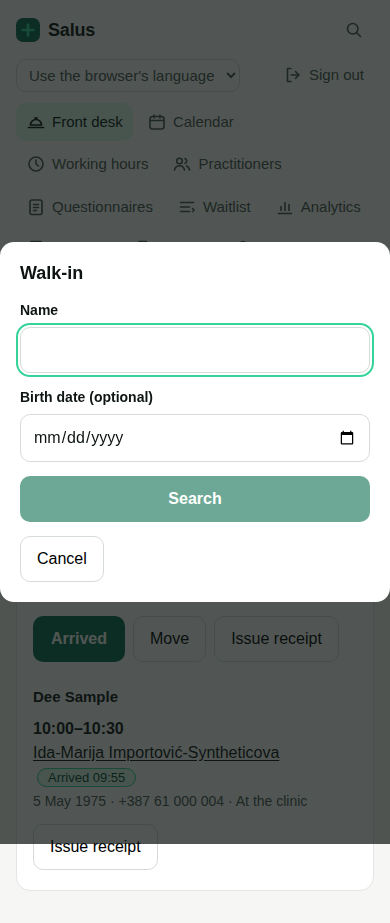 Salus
Use the browser's language
Sign out
Front desk
Calendar
Working hours
Practitioners
Questionnaires
Waitlist
Analytics
Walk-in
Name
Birth date (optional)
mm/dd/yyyy
Search
Cancel
Arrived
Move
Issue receipt
Dee Sample
10:00–10:30
Ida-Marija Importović-Syntheticova
Arrived 09:55
5 May 1975 · +387 61 000 004 · At the clinic
Issue receipt